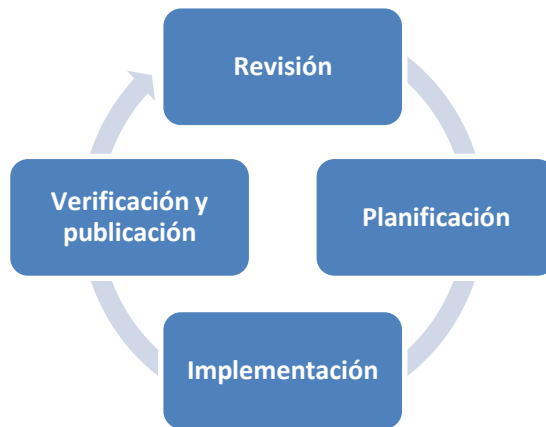 Revisión
Planificación
Implementación
Verificación y
publicación